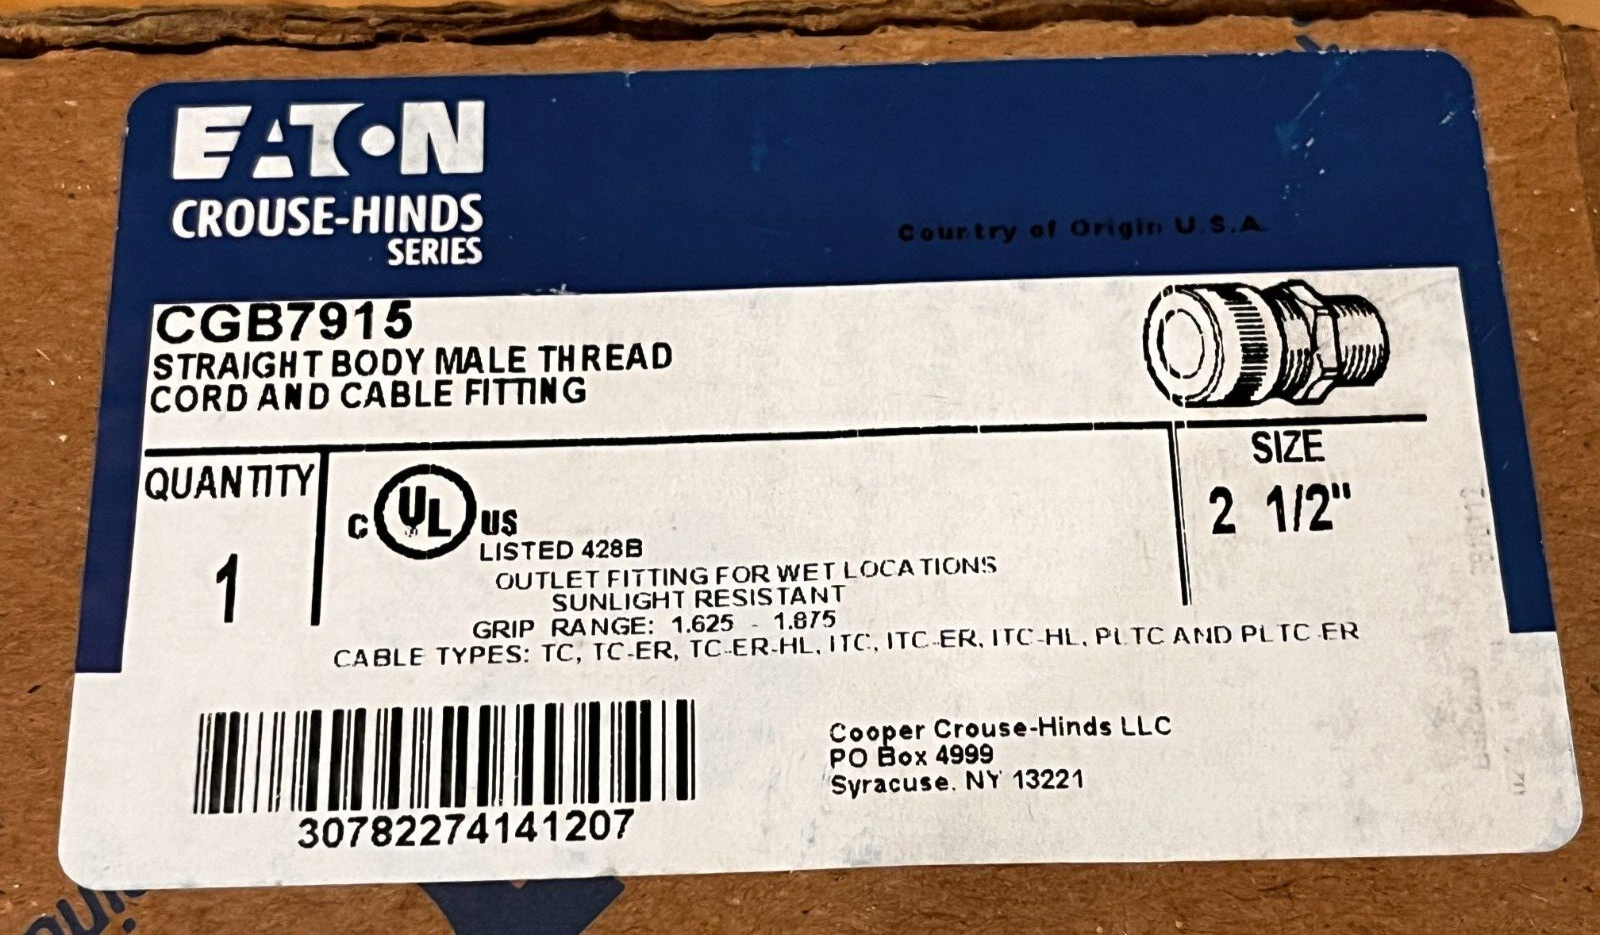 EATON
CROUSE-HINDS
SERIES
Country of Origin U.S.A.
CGB7915
STRAIGHT BODY MALE THREAD
CORD AND CABLE FITTING
QUANTITY
1
C UL US
LISTED 428B
OUTLET FITTING FOR WET LOCATIONS
SUNLIGHT RESISTANT
GRIP RANGE: 1.625 - 1.875
CABLE TYPES: TC, TC-ER, TC-ER-HL, ITC, ITC-ER, ITC-HL, PLTC AND PLTC-ER
SIZE
2 1/2"
30782274141207
Cooper Crouse-Hinds LLC
PO Box 4999
Syracuse, NY 13221